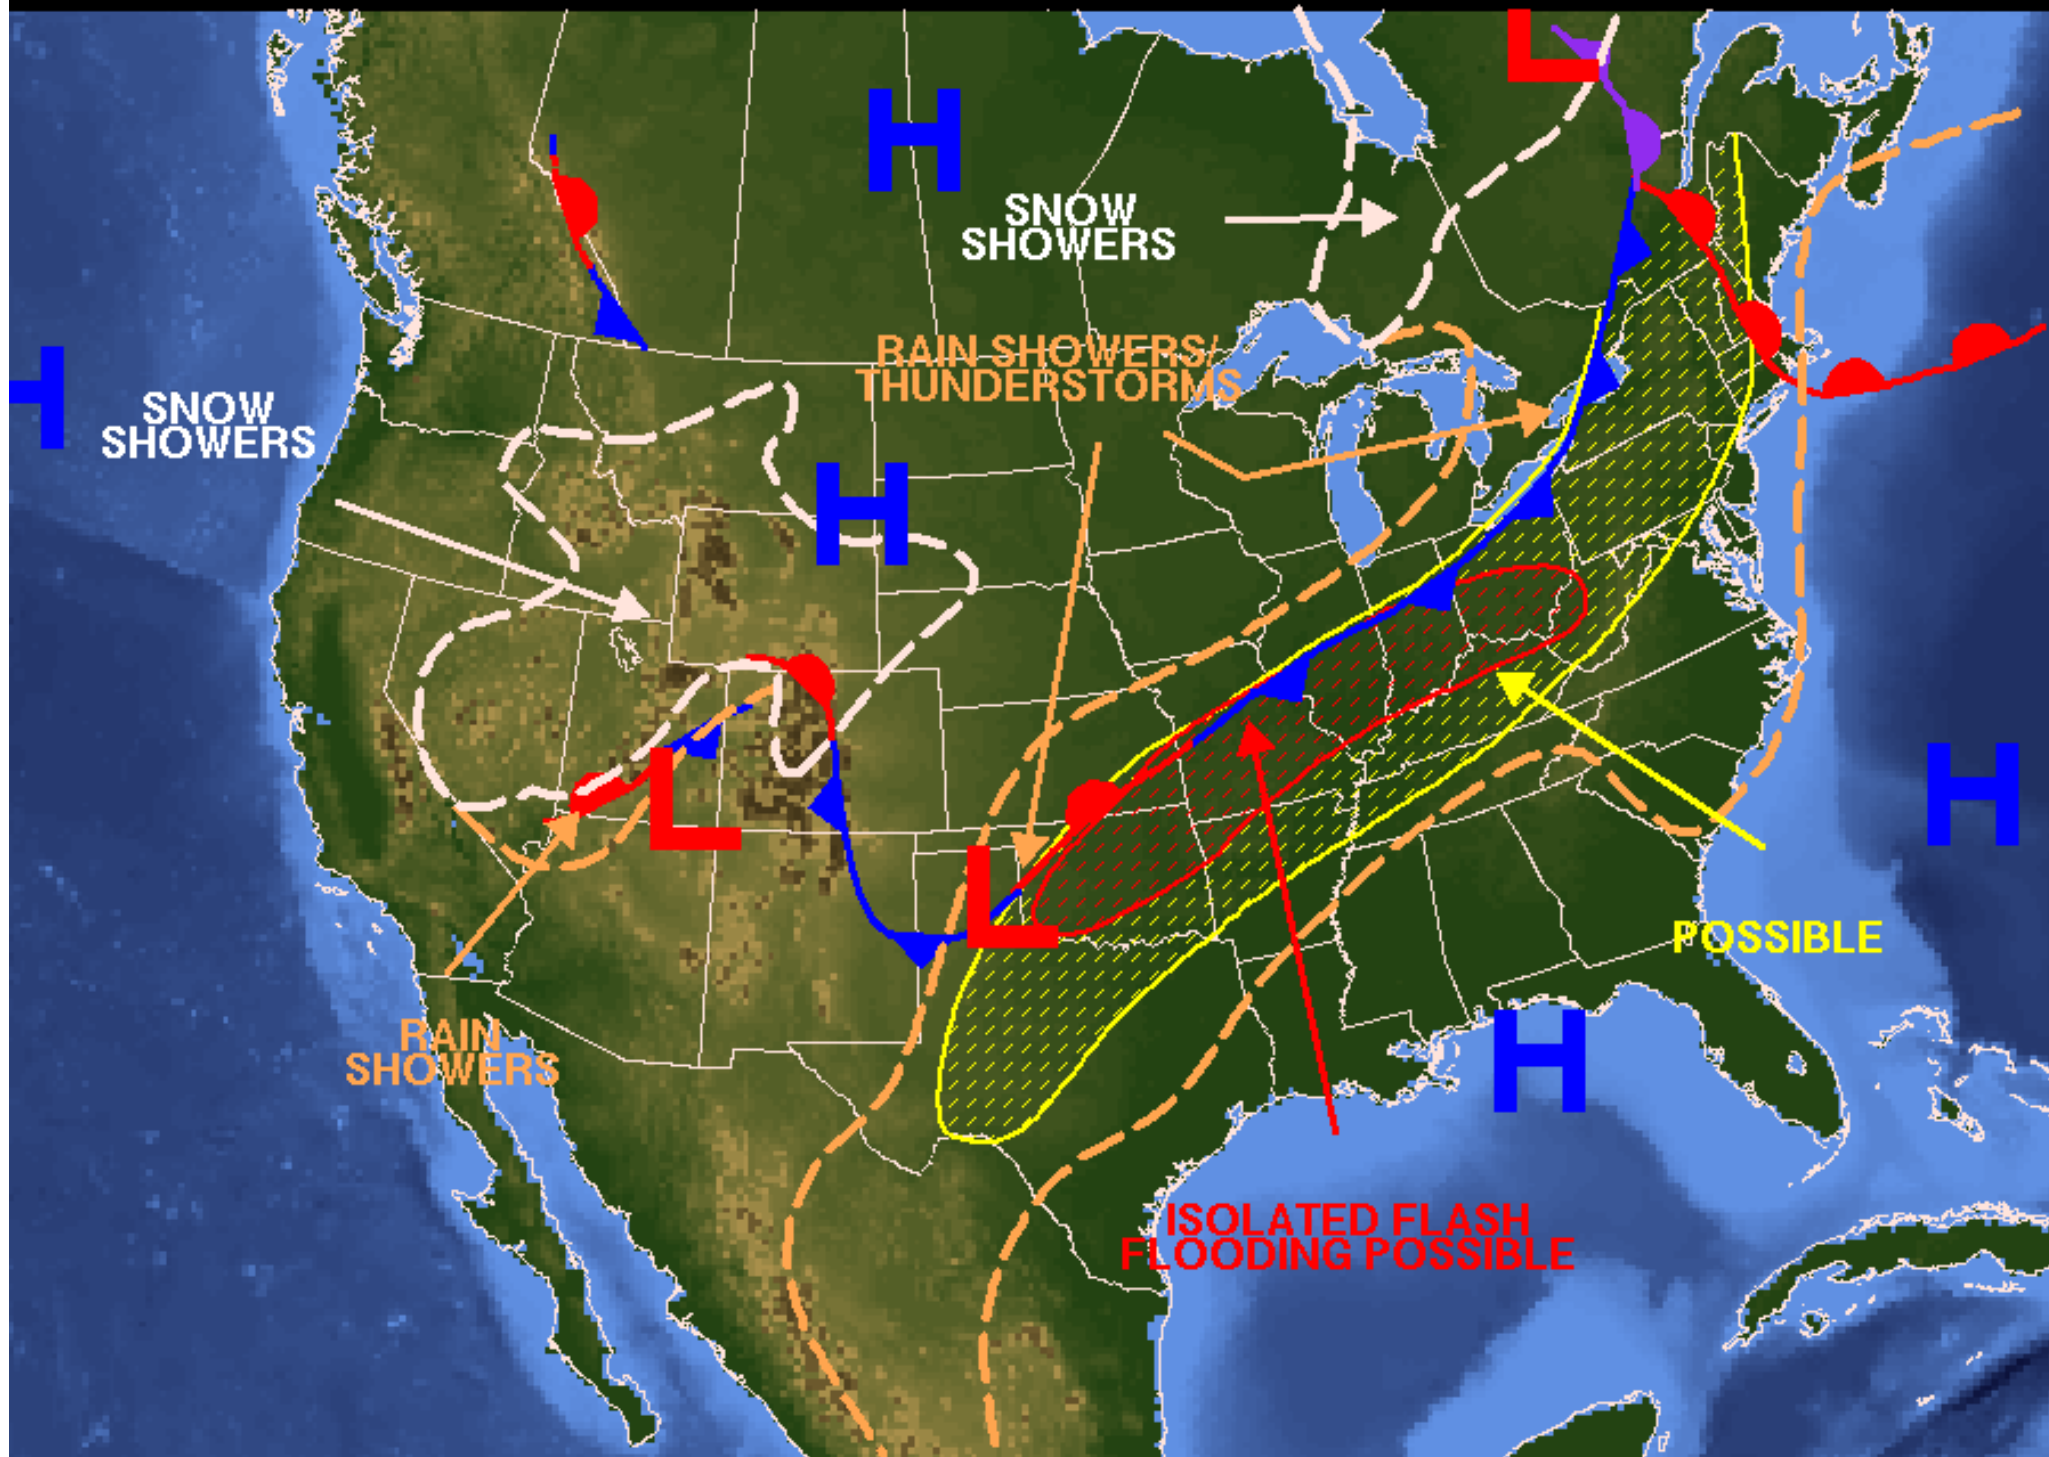 L
H
SNOW
SHOWERS
RAIN SHOWERS/
THUNDERSTORMS
H
SNOW
SHOWERS
H
L
H
L
POSSIBLE
RAIN
SHOWERS
H
ISOLATED FLASH
FLOODING POSSIBLE